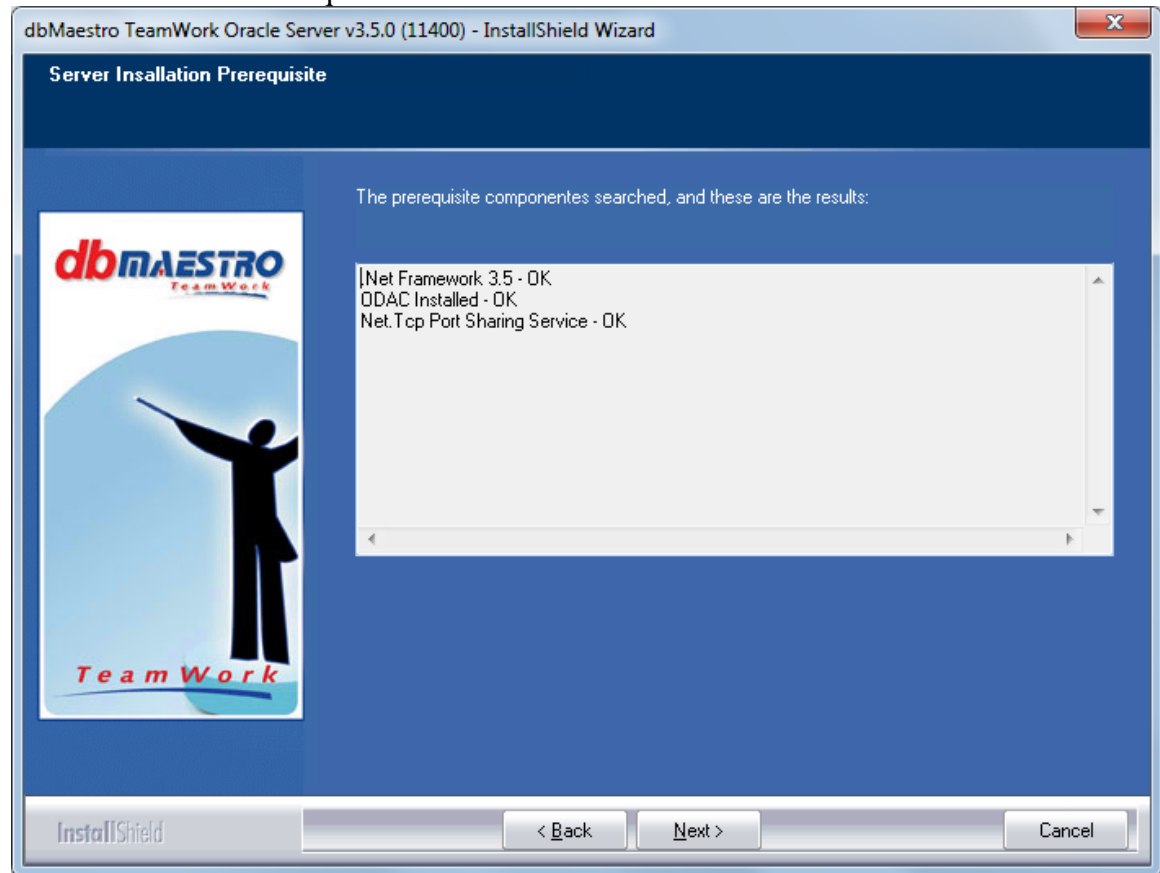 dbMaestro TeamWork Oracle Server v3.5.0 (11400) - InstallShield Wizard
Server Insallation Prerequisite
The prerequisite componentes searched, and these are the results:
dbMAESTRO
TeamWork
.Net Framework 3.5 - OK
ODAC Installed - OK
Net.Tcp Port Sharing Service - OK
TeamWork
InstallShield
< Back
Next >
Cancel